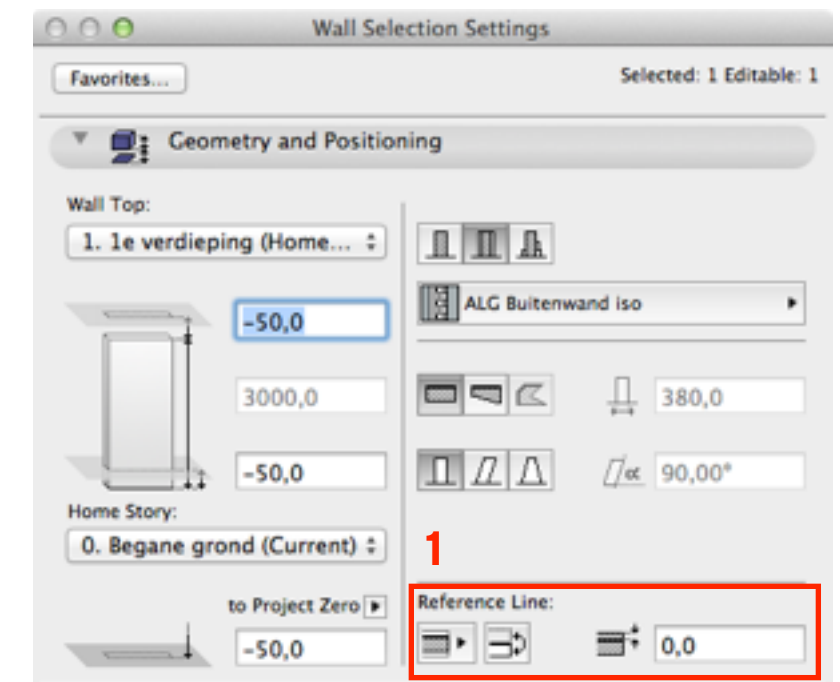 Wall Selection Settings
Favorites...
Selected: 1 Editable: 1
Geometry and Positioning
Wall Top:
1. 1e verdieping (Home...
ALG Buitenwand iso
-50,0
3000,0
380,0
-50,0
α 90,00°
Home Story:
0. Begane grond (Current)
1
to Project Zero
Reference Line:
-50,0
0,0